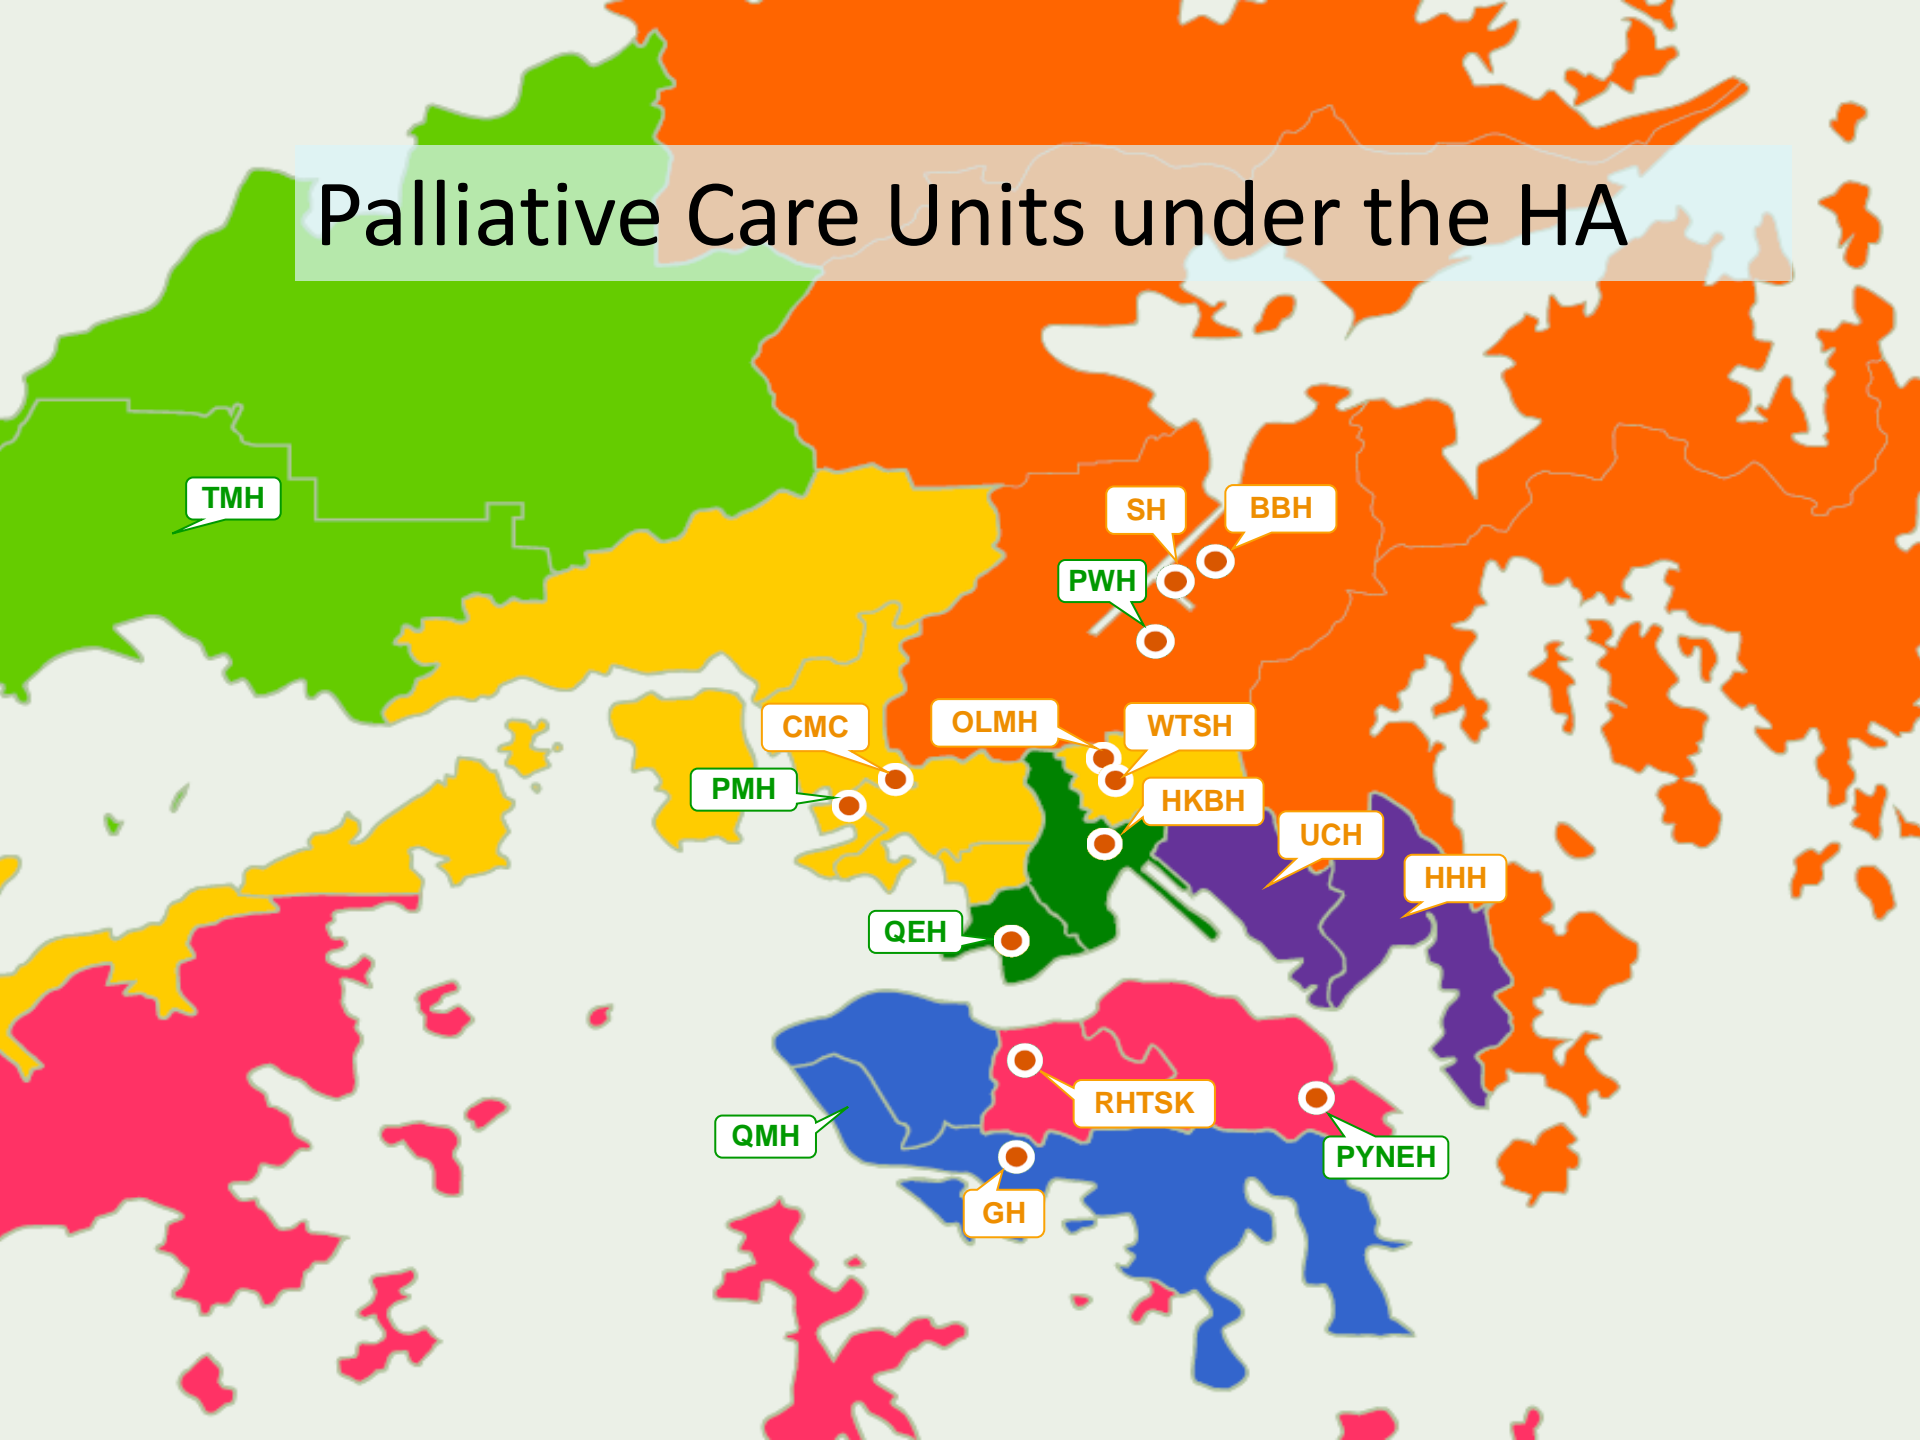 Palliative Care Units under the HA
TMH
SH
BBH
PWH
CMC
OLMH
WTSH
PMH
HKBH
UCH
HHH
QEH
RHTSK
QMH
PYNEH
GH